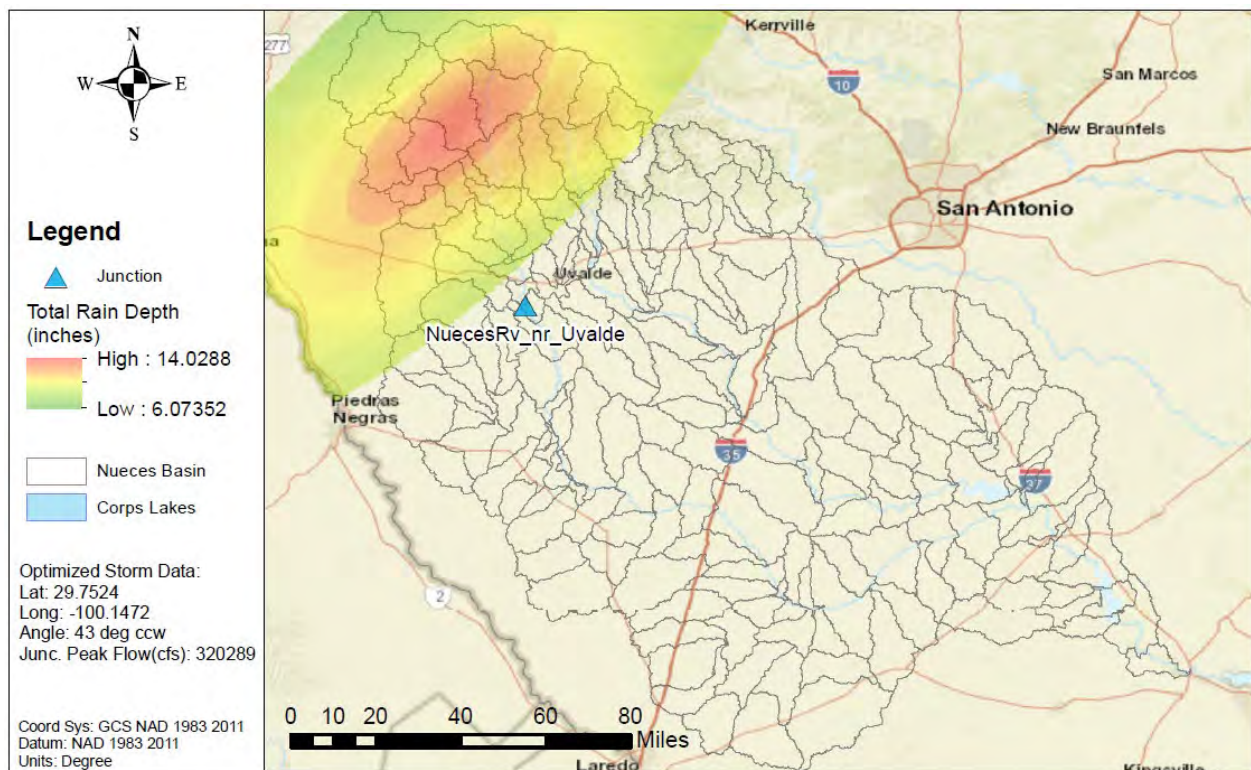 N
W E
S
Legend
Junction
Total Rain Depth
(inches)
High : 14.0288
Low : 6.07352
Nueces Basin
Corps Lakes
Optimized Storm Data:
Lat: 29.7524
Long: -100.1472
Angle: 43 deg ccw
Junc. Peak Flow(cfs): 320289
Coord Sys: GCS NAD 1983 2011
Datum: NAD 1983 2011
Units: Degree
277
Kerrville
10
San Marcos
New Braunfels
San Antonio
Uvalde
NuecesRv_nr_Uvalde
Piedras
Negras
35
37
2
0 10 20 40 60 80
Miles
Laredo